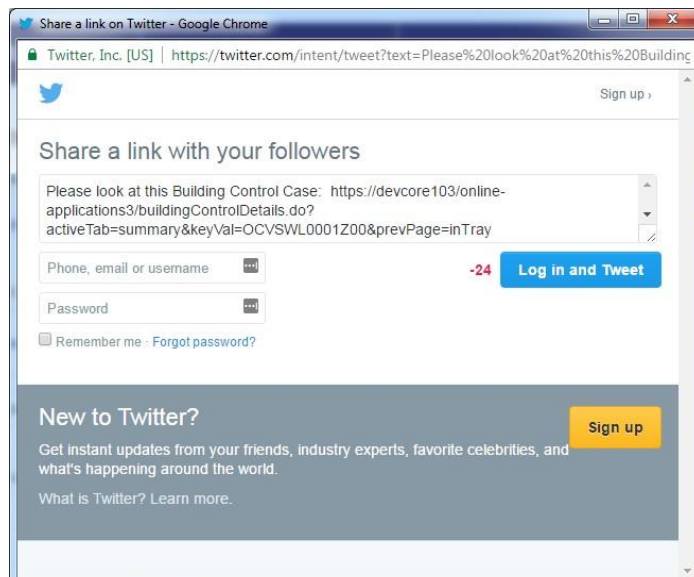 Share a link on Twitter - Google Chrome
Twitter, Inc. [US] | https://twitter.com/intent/tweet?text=Please%20look%20at%20this%20Building
Sign up ›
Share a link with your followers
Please look at this Building Control Case:  https://devcore103/online-
applications3/buildingControlDetails.do?
activeTab=summary&keyVal=OCVSWL0001Z00&prevPage=inTray
Phone, email or username
-24 Log in and Tweet
Password
Remember me · Forgot password?
New to Twitter?
Sign up
Get instant updates from your friends, industry experts, favorite celebrities, and
what's happening around the world.
What is Twitter? Learn more.